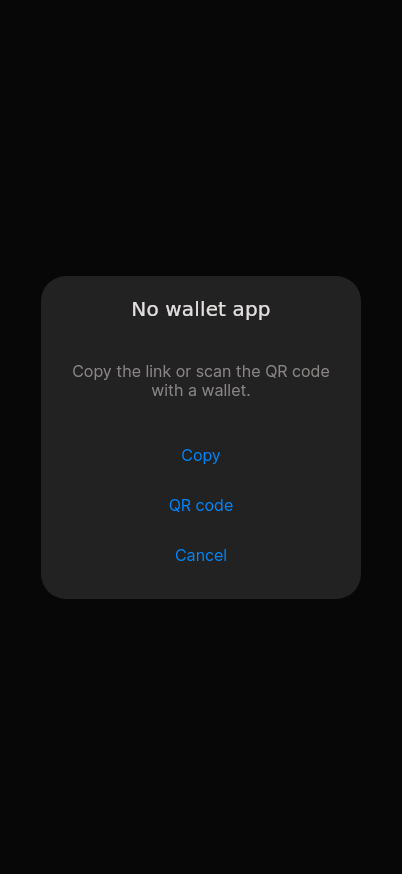 No wallet app
Copy the link or scan the QR code
with a wallet.
Copy
QR code
Cancel